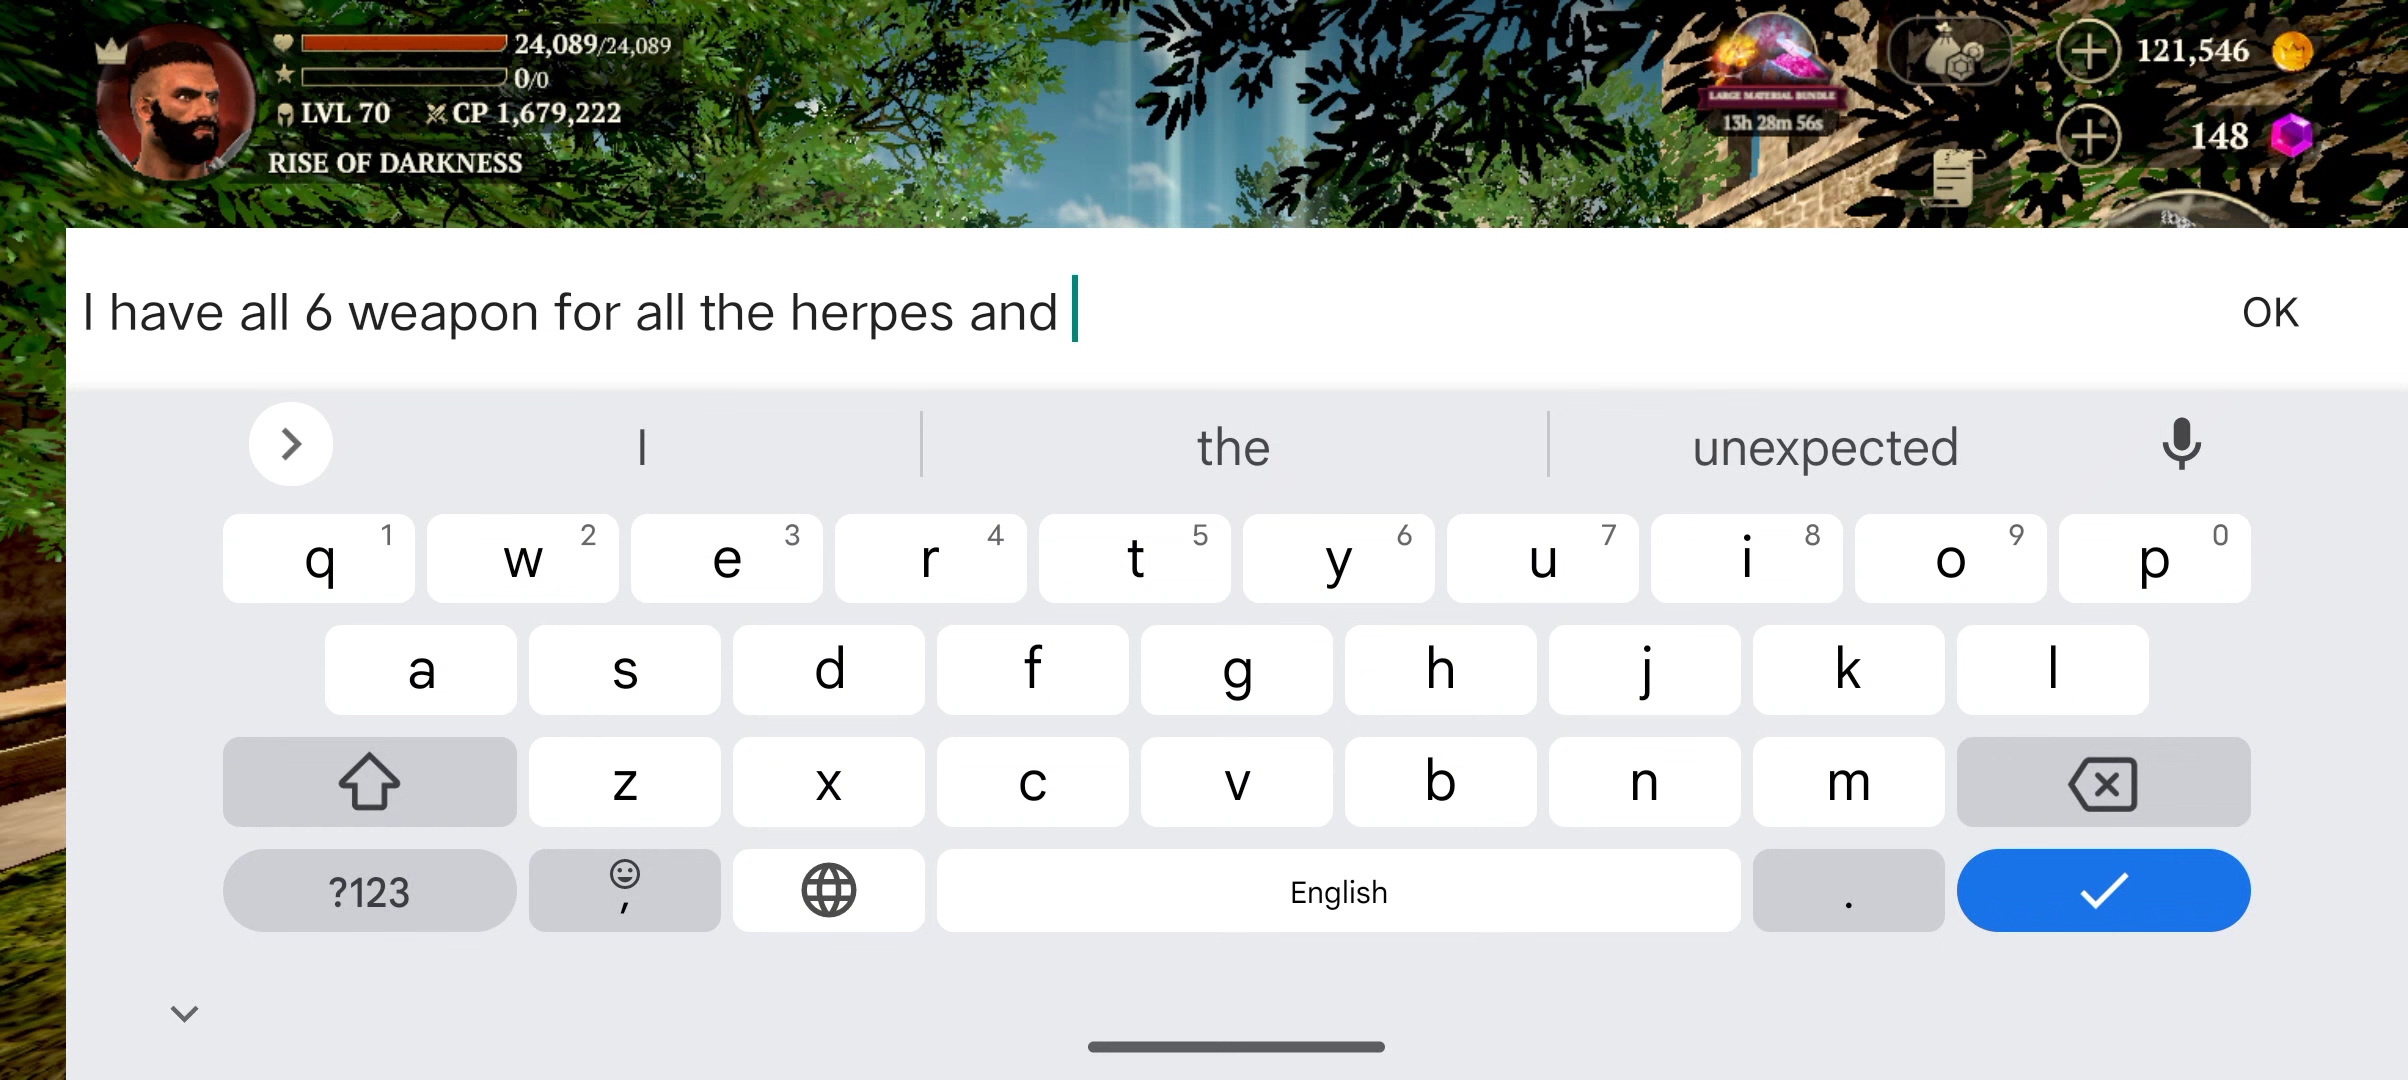 24,089/24,089
0/0
LVL 70 CP 1,679,222
RISE OF DARKNESS
LARGE MATERIAL BUNDLE
13h 28m 56s
121,546
148
I have all 6 weapon for all the herpes and
OK
I the unexpected
q 1 w 2 e 3 r 4 t 5 y 6 u 7 i 8 o 9 p 0
a s d f g h j k l
z x c v b n m
?123 , English .